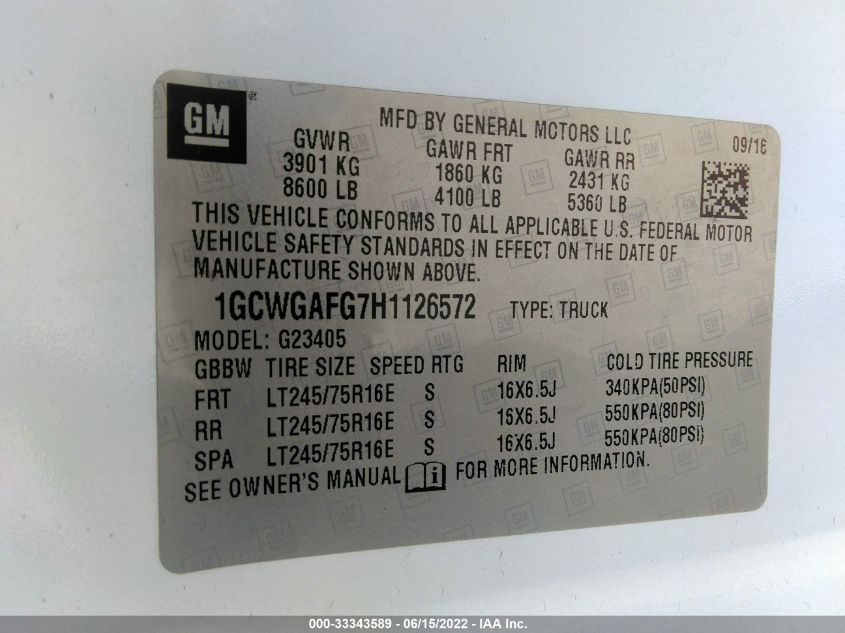 GM
MFD BY GENERAL MOTORS LLC
09/16
GVWR GAWR FRT GAWR RR
3901 KG 1860 KG 2431 KG
8600 LB 4100 LB 5360 LB
THIS VEHICLE CONFORMS TO ALL APPLICABLE U.S. FEDERAL MOTOR
VEHICLE SAFETY STANDARDS IN EFFECT ON THE DATE OF
MANUFACTURE SHOWN ABOVE.
1GCWGAFG7H1126572 TYPE: TRUCK
MODEL: G23405
GBBW TIRE SIZE SPEED RTG RIM COLD TIRE PRESSURE
FRT LT245/75R16E S 16X6.5J 340KPA(50PSI)
RR LT245/75R16E S 16X6.5J 550KPA(80PSI)
SPA LT245/75R16E S 16X6.5J 550KPA(80PSI)
SEE OWNER'S MANUAL FOR MORE INFORMATION.
000-33343589 - 06/15/2022 - IAA Inc.